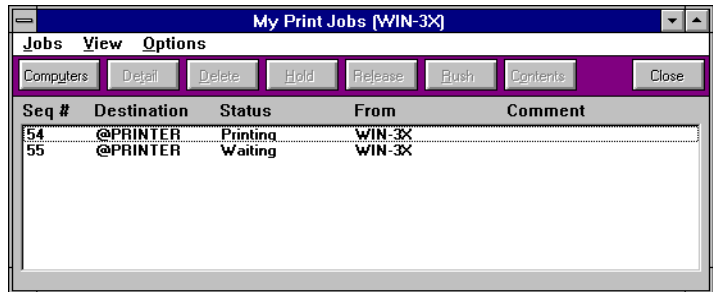 My Print Jobs (WIN-3X)
Jobs View Options
Computers Detail Delete Hold Release Rush Contents Close
Seq # Destination Status From Comment
54 @PRINTER Printing WIN-3X
55 @PRINTER Waiting WIN-3X